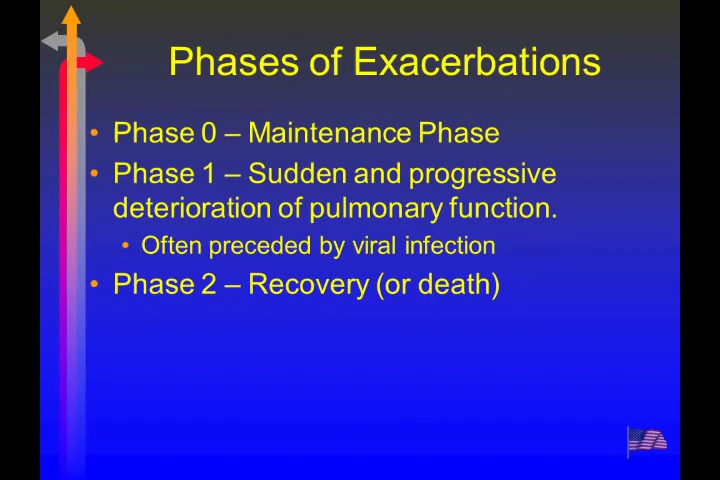 Phases of Exacerbations
• Phase 0 – Maintenance Phase
• Phase 1 – Sudden and progressive
deterioration of pulmonary function.
• Often preceded by viral infection
• Phase 2 – Recovery (or death)